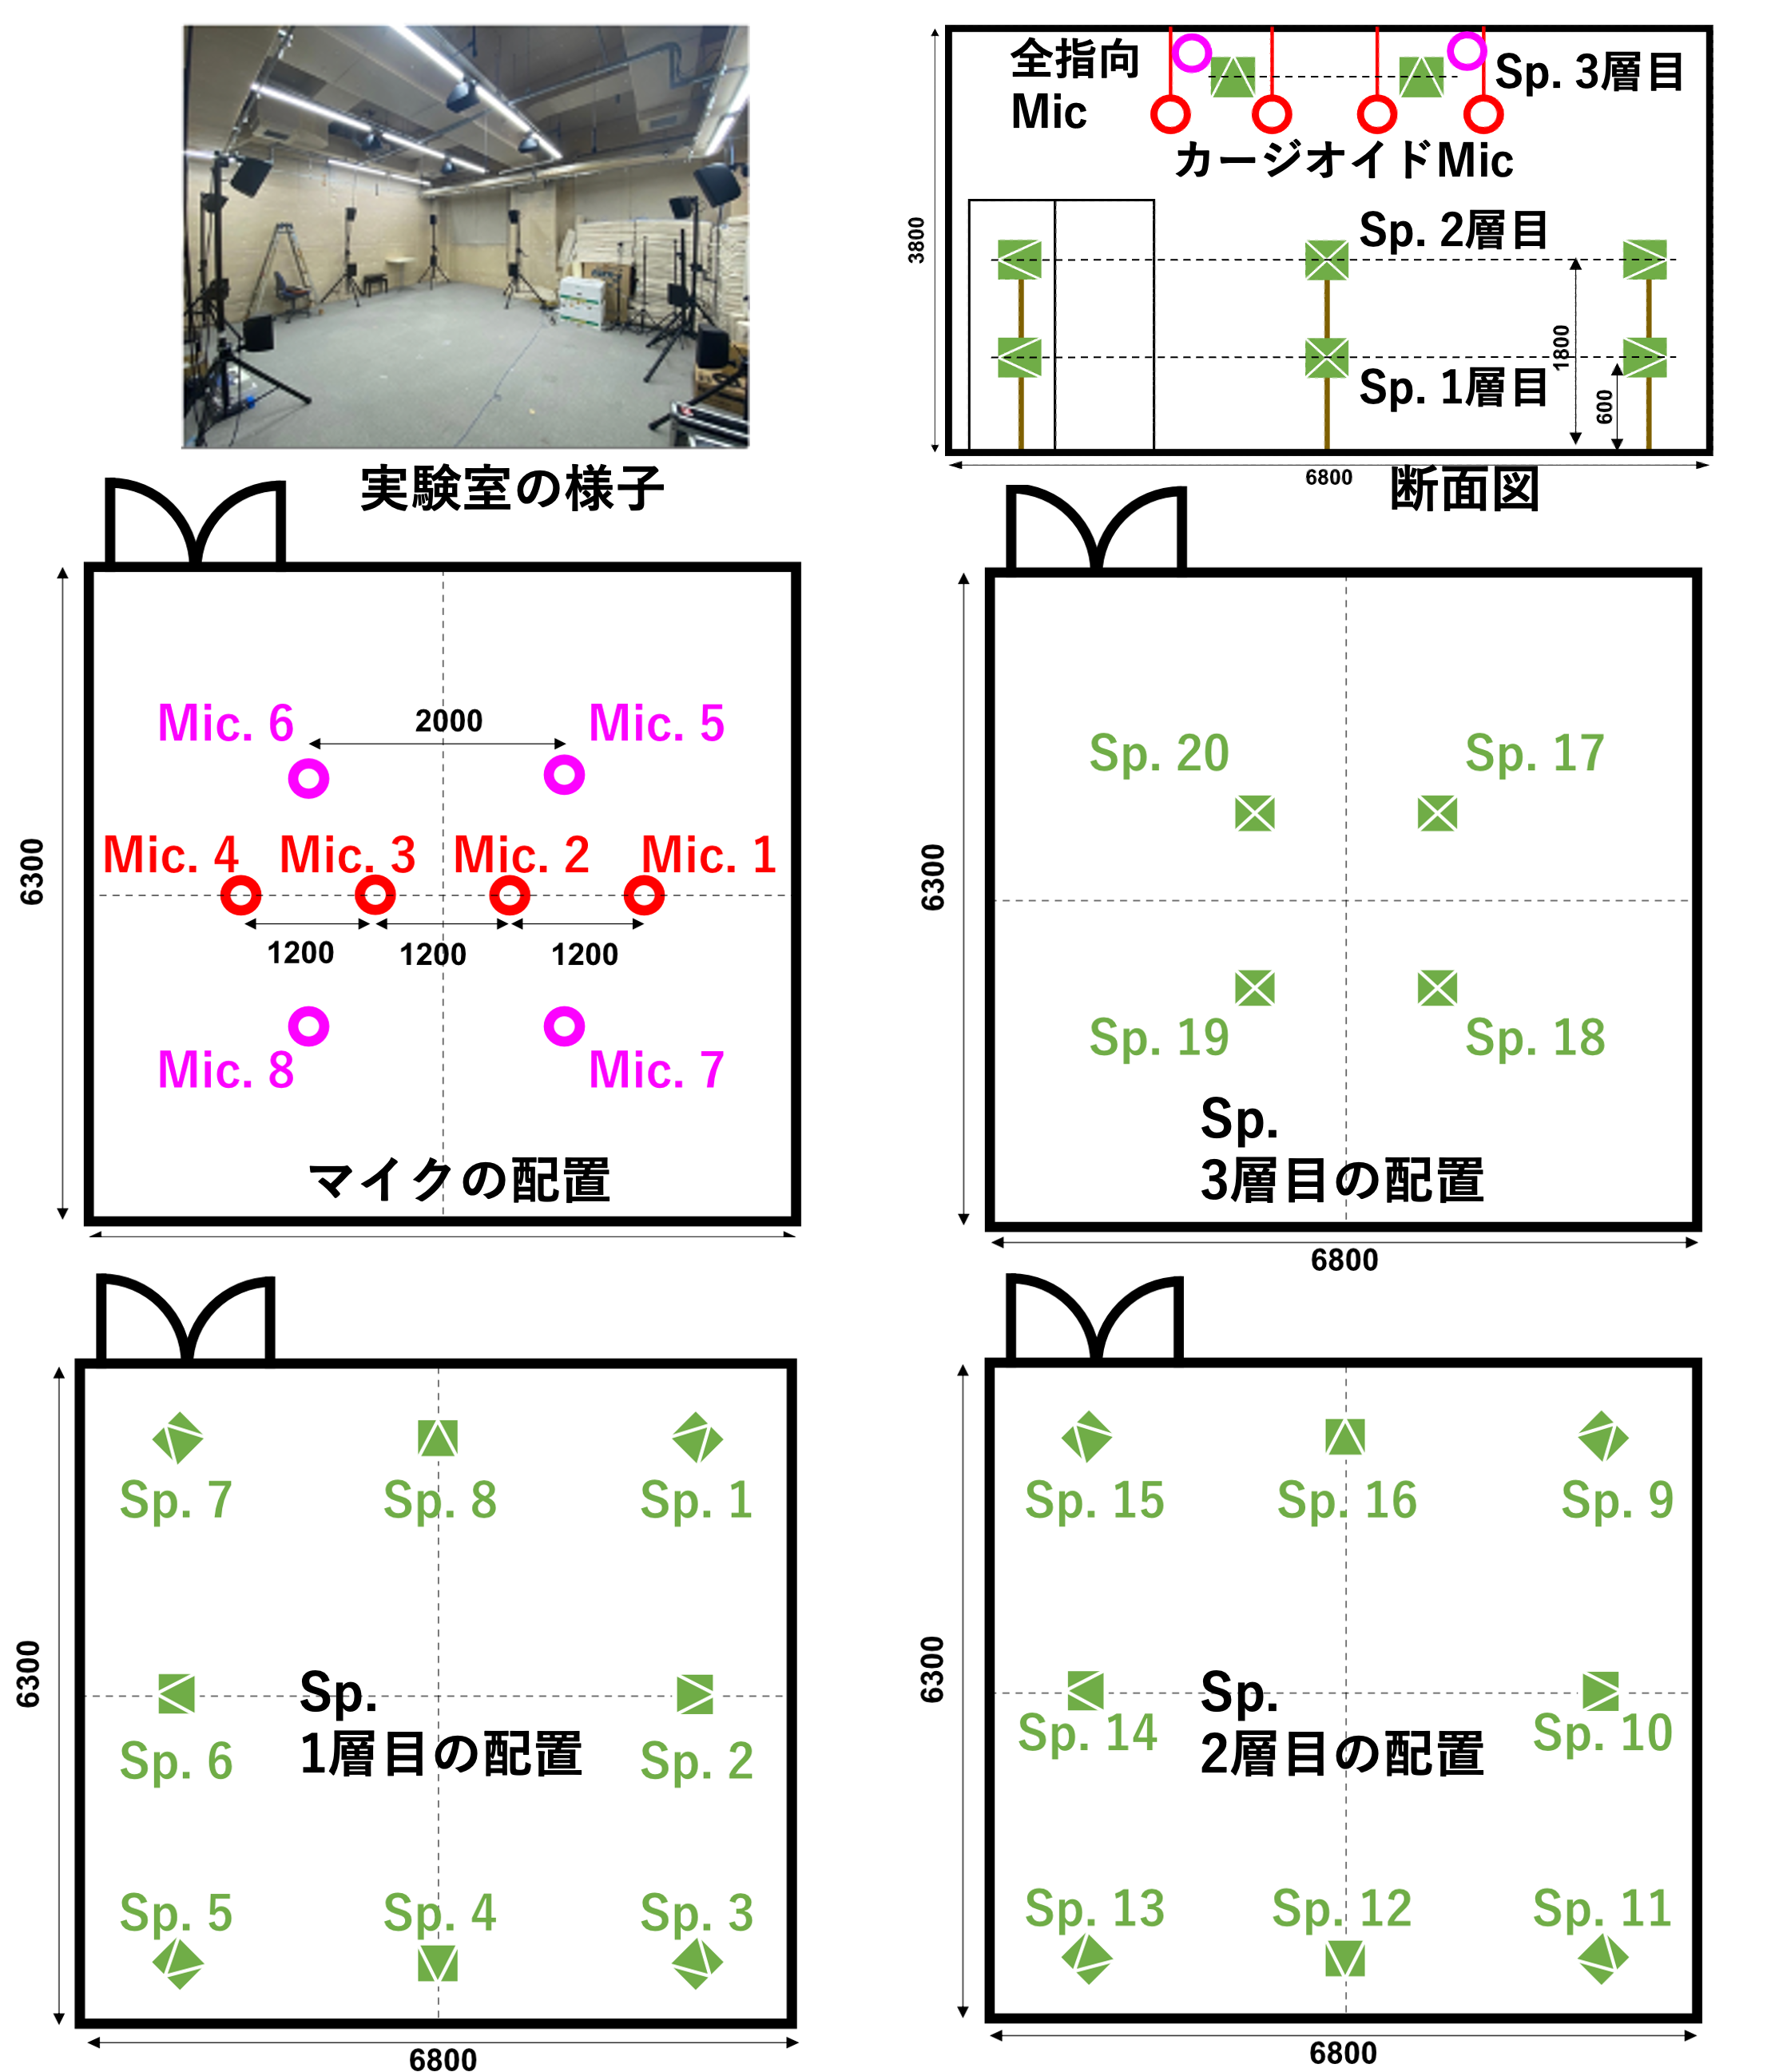 全指向
Mic
Sp. 3層目
カージオイドMic
Sp. 2層目
Sp. 1層目
3800
1800
600
6800
実験室の様子
断面図
Mic. 6
2000
Mic. 5
Mic. 4
Mic. 3
Mic. 2
Mic. 1
6300
1200
1200
1200
Mic. 8
Mic. 7
マイクの配置
Sp. 20
Sp. 17
6300
Sp. 19
Sp. 18
Sp.
3層目の配置
6800
Sp. 7
Sp. 8
Sp. 1
6300
Sp.
1層目の配置
Sp. 6
Sp. 2
Sp. 5
Sp. 4
Sp. 3
6800
Sp. 15
Sp. 16
Sp. 9
6300
Sp.
2層目の配置
Sp. 14
Sp. 10
Sp. 13
Sp. 12
Sp. 11
6800